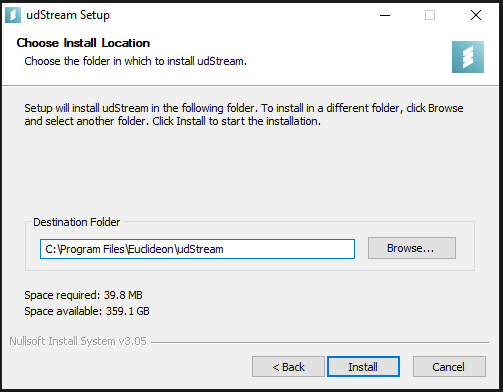 udStream Setup
Choose Install Location
Choose the folder in which to install udStream.
Setup will install udStream in the following folder. To install in a different folder, click Browse
and select another folder. Click Install to start the installation.
Destination Folder
C:\Program Files\Euclideon\udStream
Browse...
Space required: 39.8 MB
Space available: 359.1 GB
Nullsoft Install System v3.05
< Back
Install
Cancel